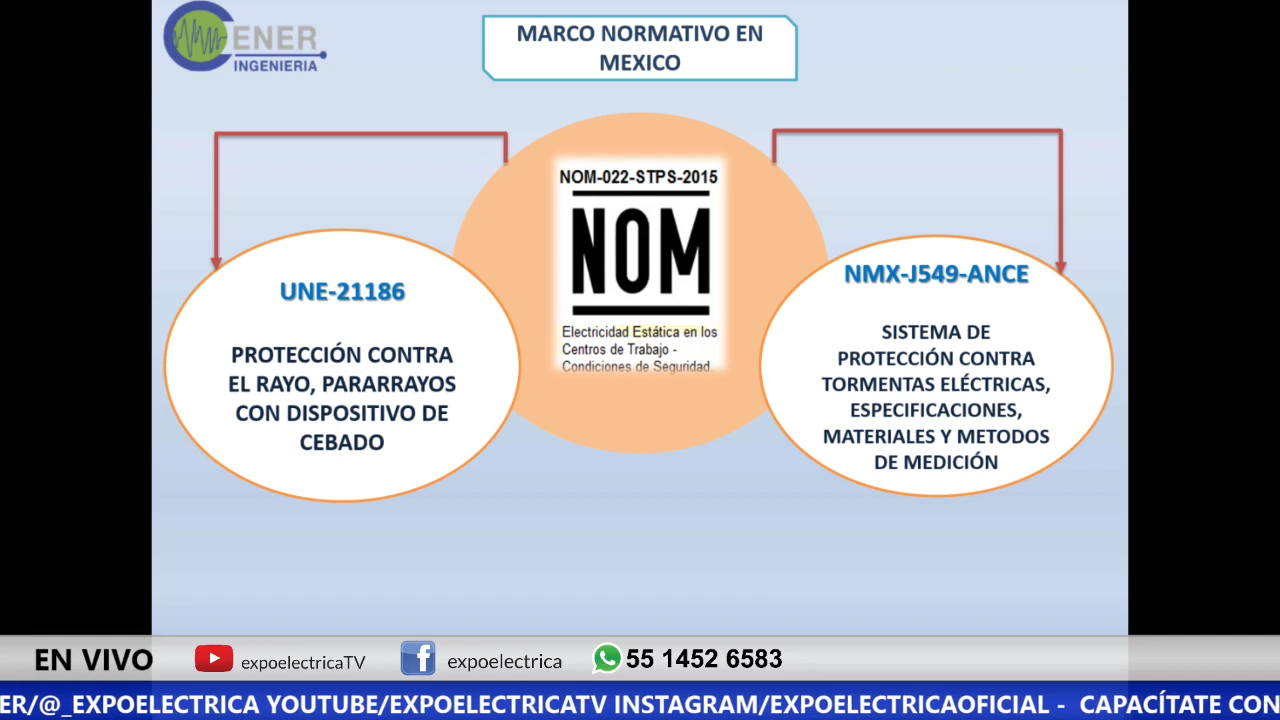 ENER
INGENIERIA
MARCO NORMATIVO EN
MEXICO
NOM-022-STPS-2015
NOM
Electricidad Estática en los
Centros de Trabajo -
Condiciones de Seguridad.
UNE-21186
PROTECCIÓN CONTRA
EL RAYO, PARARRAYOS
CON DISPOSITIVO DE
CEBADO
NMX-J549-ANCE
SISTEMA DE
PROTECCIÓN CONTRA
TORMENTAS ELÉCTRICAS,
ESPECIFICACIONES,
MATERIALES Y METODOS
DE MEDICIÓN
EN VIVO expoelectricaTV expoelectrica 55 1452 6583
ER/@_EXPOELECTRICA YOUTUBE/EXPOELECTRICATV INSTAGRAM/EXPOELECTRICAOFICIAL - CAPACÍTATE CON